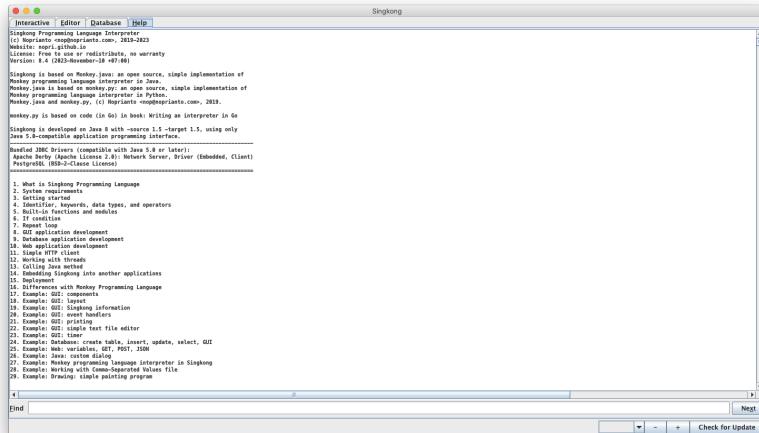 Singkong
Interactive Editor Database Help
Singkong Programming Language Interpreter
(c) Noprianto <nop@noprianto.com>, 2019-2023
Website: nopri.github.io
License: Free to use or redistribute, no warranty
Version: 8.4 (2023-November-10 +07:00)
Singkong is based on Monkey.java: an open source, simple implementation of
Monkey programming language interpreter in Java.
Monkey.java is based on monkey.py: an open source, simple implementation of
Monkey programming language interpreter in Python.
Monkey.java and monkey.py, (c) Noprianto <nop@noprianto.com>, 2019.
monkey.py is based on code (in Go) in book: Writing an interpreter in Go
Singkong is developed on Java 8 with -source 1.5 -target 1.5, using only
Java 5.0-compatible application programming interface.
Bundled JDBC Drivers (compatible with Java 5.0 or later):
Apache Derby (Apache License 2.0): Network Server, Driver (Embedded, Client)
PostgreSQL (BSD-2-Clause License)
1. What is Singkong Programming Language
2. System requirements
3. Getting started
4. Identifier, keywords, data types, and operators
5. Built-in functions and modules
6. If condition
7. Repeat loop
8. GUI application development
9. Database application development
10. Web application development
11. Simple HTTP client
12. Working with threads
13. Calling Java method
14. Embedding Singkong into another applications
15. Deployment
16. Differences with Monkey Programming Language
17. Example: GUI: components
18. Example: GUI: layout
19. Example: GUI: Singkong information
20. Example: GUI: event handlers
21. Example: GUI: printing
22. Example: GUI: simple text file editor
23. Example: GUI: timer
24. Example: Database: create table, insert, update, select, GUI
25. Example: Web: variables, GET, POST, JSON
26. Example: Java: custom dialog
27. Example: Monkey programming language interpreter in Singkong
28. Example: Working with Comma-Separated Values file
29. Example: Drawing: simple painting program
Find Next
- + Check for Update